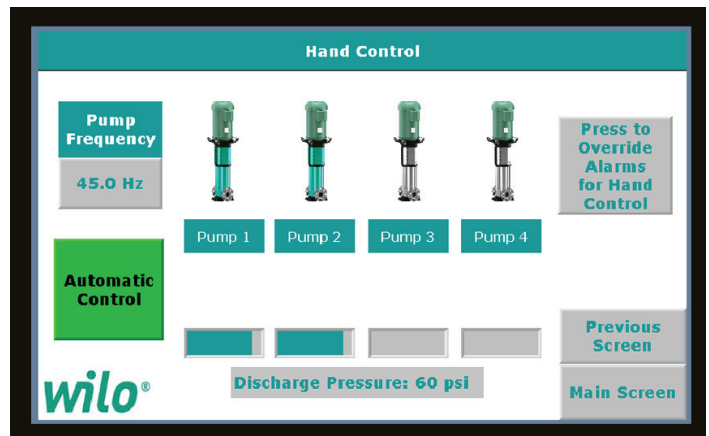 Hand Control
Pump
Frequency
45.0 Hz
Automatic
Control
Pump 1
Pump 2
Pump 3
Pump 4
Press to
Override
Alarms
for Hand
Control
Discharge Pressure: 60 psi
Previous
Screen
Main Screen
wilo®